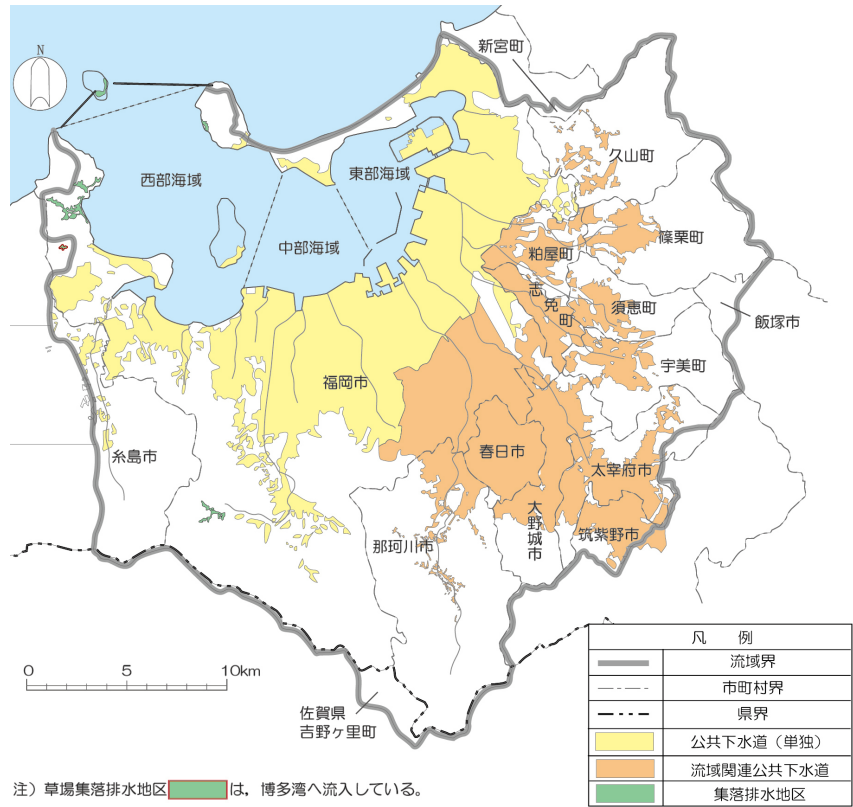 N
新宮町
久山町
東部海域
西部海域
中部海域
篠栗町
粕屋町
志免町
須恵町
飯塚市
宇美町
福岡市
糸島市
春日市
太宰府市
大野城市
筑紫野市
那珂川市
佐賀県
吉野ヶ里町
0 5 10km
凡 例
流域界
市町村界
県界
公共下水道（単独）
流域関連公共下水道
集落排水地区
注）草場集落排水地区 は，博多湾へ流入している。